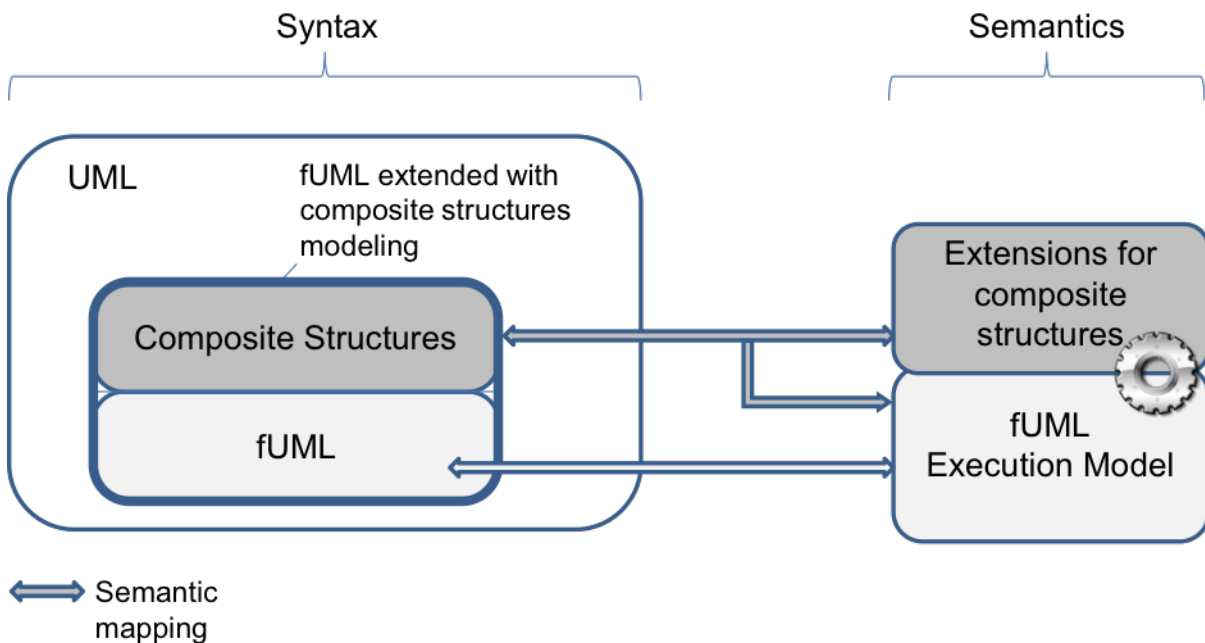 Syntax
Semantics
UML
fUML extended with
composite structures
modeling
Composite Structures
fUML
Extensions for
composite
structures
fUML
Execution Model
Semantic
mapping